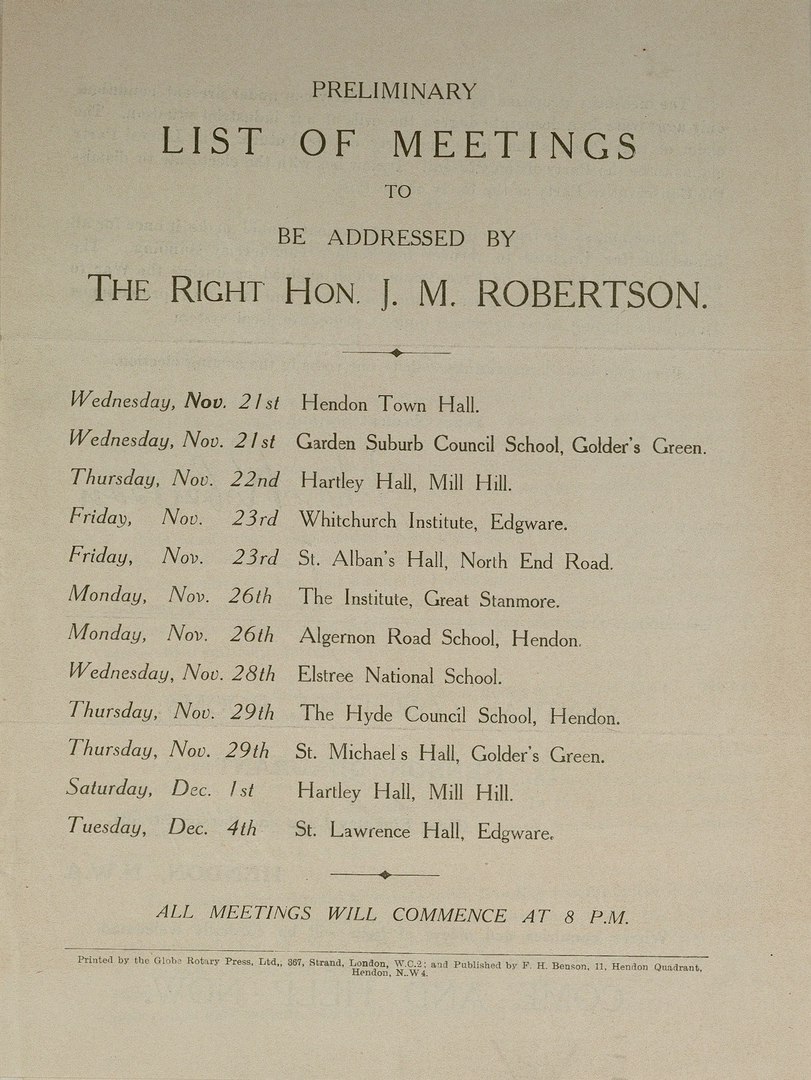 PRELIMINARY
LIST OF MEETINGS
TO
BE ADDRESSED BY
THE RIGHT HON. J. M. ROBERTSON.
Wednesday, Nov. 21st Hendon Town Hall.
Wednesday, Nov. 21st Garden Suburb Council School, Golder's Green.
Thursday, Nov. 22nd Hartley Hall, Mill Hill.
Friday, Nov. 23rd Whitchurch Institute, Edgware.
Friday, Nov. 23rd St. Alban's Hall, North End Road.
Monday, Nov. 26th The Institute, Great Stanmore.
Monday, Nov. 26th Algernon Road School, Hendon.
Wednesday, Nov. 28th Elstree National School.
Thursday, Nov. 29th The Hyde Council School, Hendon.
Thursday, Nov. 29th St. Michael s Hall, Golder's Green.
Saturday, Dec. 1st Hartley Hall, Mill Hill.
Tuesday, Dec. 4th St. Lawrence Hall, Edgware.
ALL MEETINGS WILL COMMENCE AT 8 P.M.
Printed by the Globe Rotary Press, Ltd,, 367, Strand, London, W.C.2; and Published by F. H. Benson, 11, Hendon Quadrant,
Hendon, N..W 4.